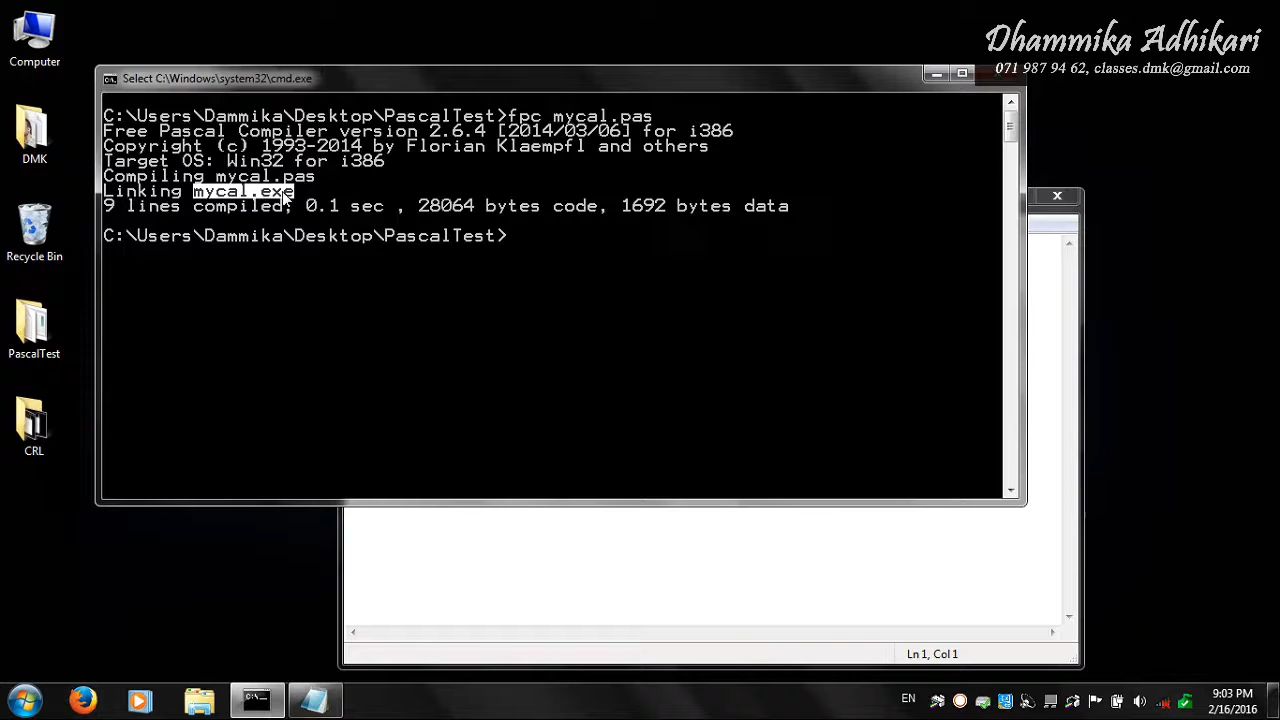 Dhammika Adhikari
071 987 94 62, classes.dmk@gmail.com
Computer
DMK
Recycle Bin
PascalTest
CRL
Select C:\Windows\system32\cmd.exe
C:\Users\Dammika\Desktop\PascalTest>fpc mycal.pas
Free Pascal Compiler version 2.6.4 [2014/03/06] for i386
Copyright (c) 1993-2014 by Florian Klaempfl and others
Target OS: Win32 for i386
Compiling mycal.pas
Linking mycal.exe
9 lines compiled, 0.1 sec , 28064 bytes code, 1692 bytes data
C:\Users\Dammika\Desktop\PascalTest>
Ln 1, Col 1
EN
9:03 PM
2/16/2016